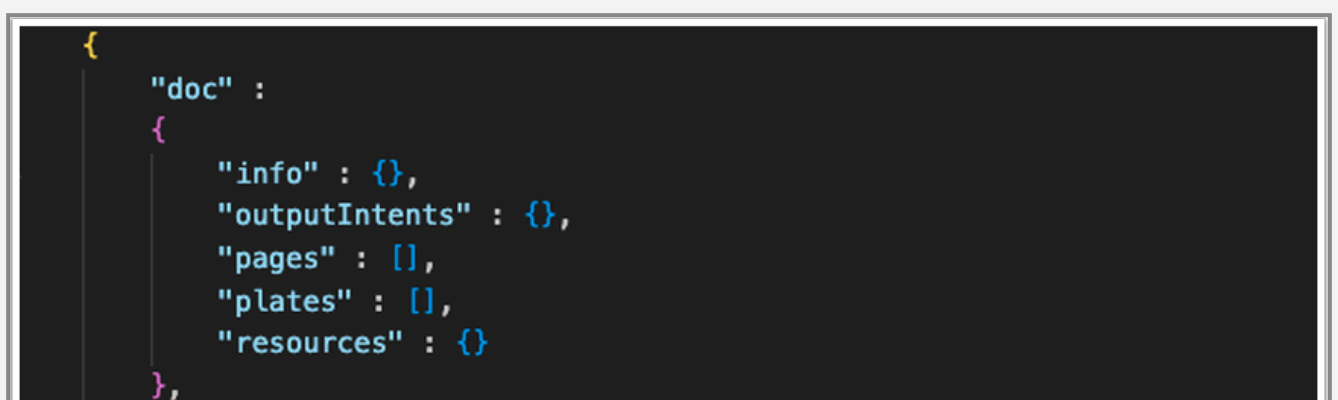 {
"doc" :
{
"info" : {},
"outputIntents" : {},
"pages" : [],
"plates" : [],
"resources" : {}
},